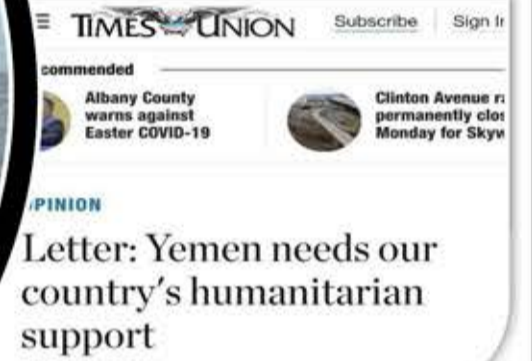 TIMES UNION
Subscribe
Sign
commended
Albany County
warns against
Easter COVID-19
Clinton Avenue
permanently
Monday for
PINION
Letter: Yemen needs our
country's humanitarian
support